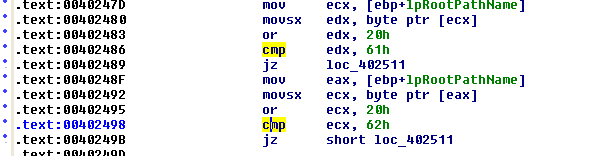 .text:0040247D mov ecx, [ebp+lpRootPathName]
.text:00402480 movsx edx, byte ptr [ecx]
.text:00402483 or edx, 20h
.text:00402486 cmp edx, 61h
.text:00402489 jz loc_402511
.text:0040248F mov eax, [ebp+lpRootPathName]
.text:00402492 movsx ecx, byte ptr [eax]
.text:00402495 or ecx, 20h
.text:00402498 cmp ecx, 62h
.text:0040249B jz short loc_402511
.text:0040249D